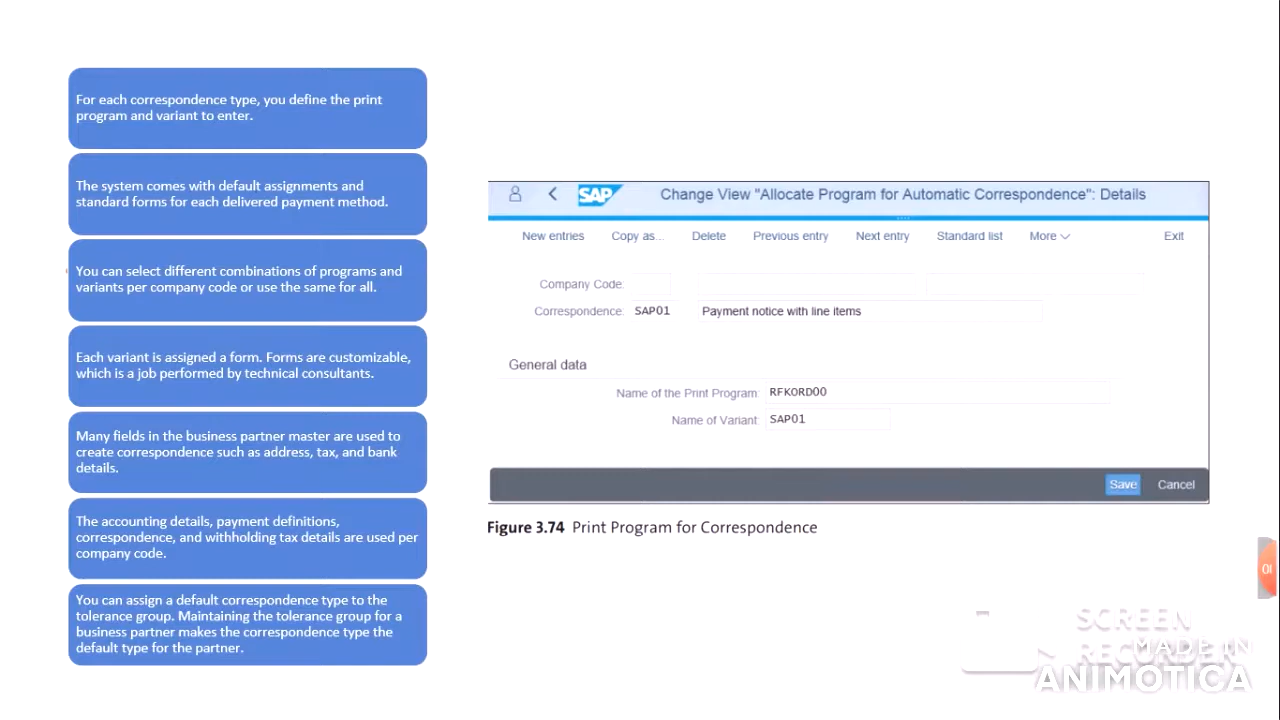 For each correspondence type, you define the print
program and variant to enter.
The system comes with default assignments and
standard forms for each delivered payment method.
You can select different combinations of programs and
variants per company code or use the same for all.
Each variant is assigned a form. Forms are customizable,
which is a job performed by technical consultants.
Many fields in the business partner master are used to
create correspondence such as address, tax, and bank
details.
The accounting details, payment definitions,
correspondence, and withholding tax details are used per
company code.
You can assign a default correspondence type to the
tolerance group. Maintaining the tolerance group for a
business partner makes the correspondence type the
default type for the partner.
SAP Change View "Allocate Program for Automatic Correspondence": Details
New entries Copy as... Delete Previous entry Next entry Standard list More Exit
Company Code:
Correspondence: SAP01 Payment notice with line items
General data
Name of the Print Program: RFKORD00
Name of Variant: SAP01
Save Cancel
Figure 3.74 Print Program for Correspondence
SCREEN
RECORDER
MADE IN
ANIMOTICA